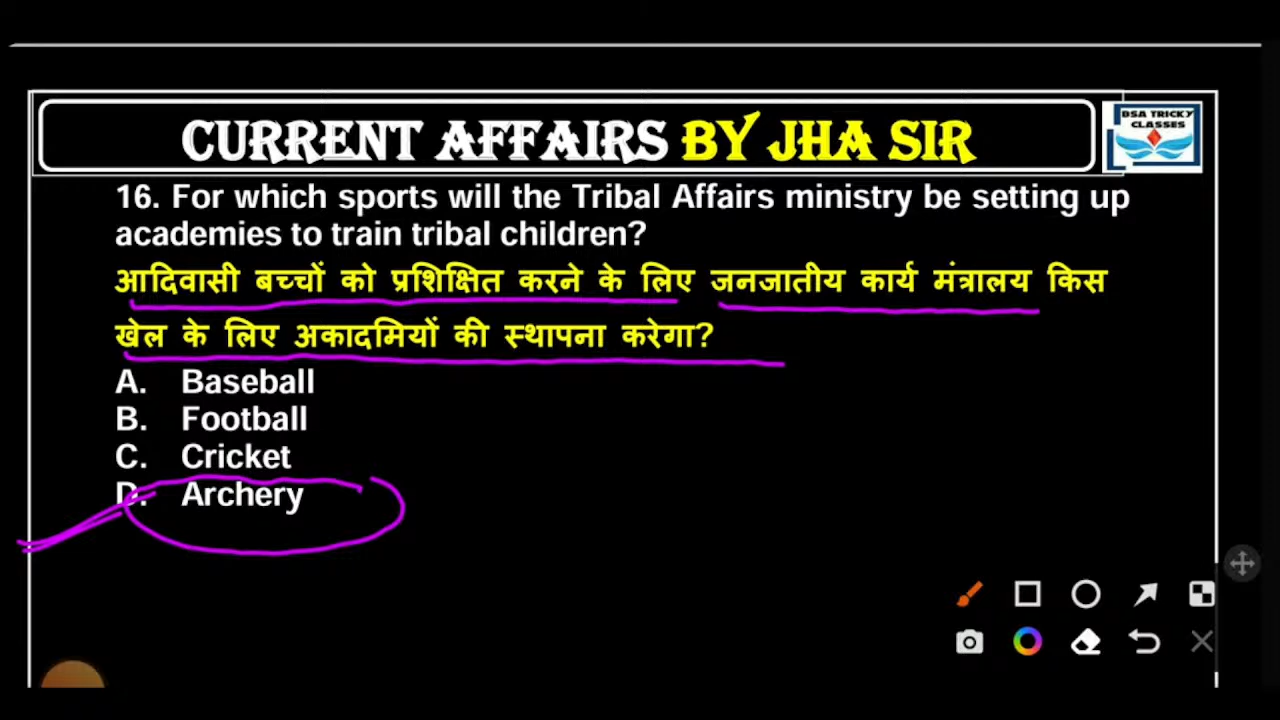 CURRENT AFFAIRS BY JHA SIR
DSA TRICKY
CLASSES
16. For which sports will the Tribal Affairs ministry be setting up
academies to train tribal children?
आदिवासी बच्चों को प्रशिक्षित करने के लिए जनजातीय कार्य मंत्रालय किस
खेल के लिए अकादमियों की स्थापना करेगा?
A. Baseball
B. Football
C. Cricket
D. Archery